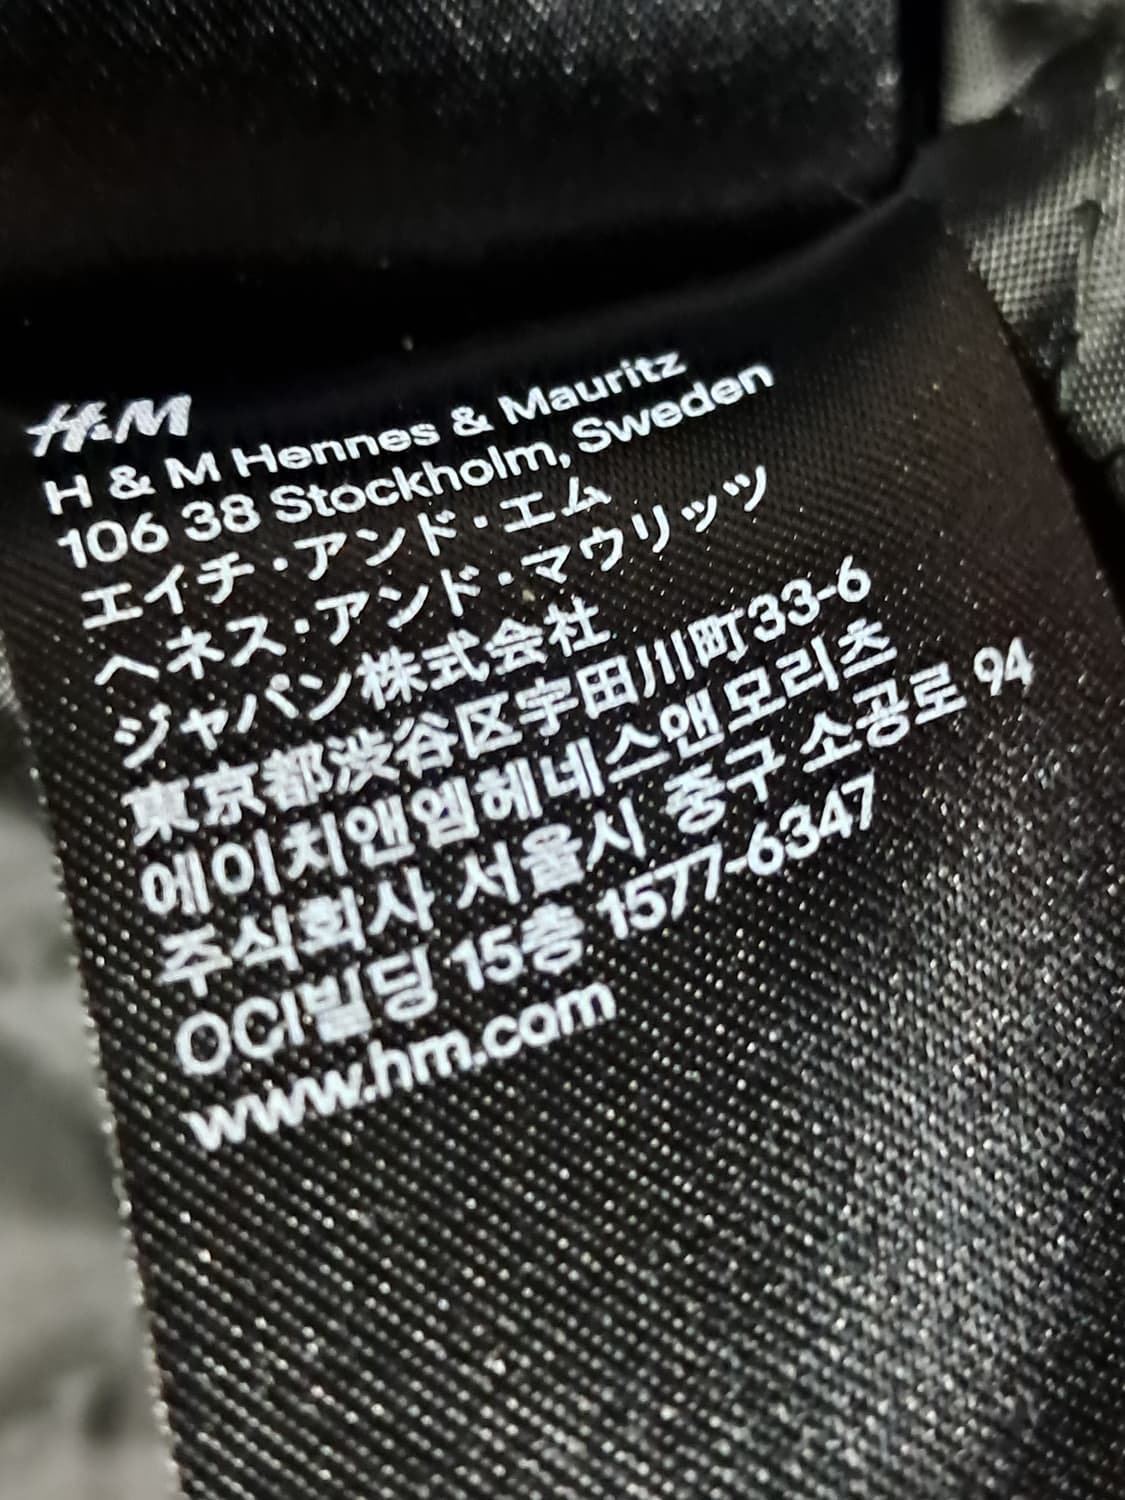 H&M
H & M Hennes & Mauritz
106 38 Stockholm, Sweden
エイチ・アンド・エム
ヘネス・アンド・マウリッツ
ジャパン株式会社
東京都渋谷区宇田川町33-6
에이치앤엠헤네스앤모리츠
주식회사 서울시 중구 소공로 94
OCI빌딩 15층 1577-6347
www.hm.com